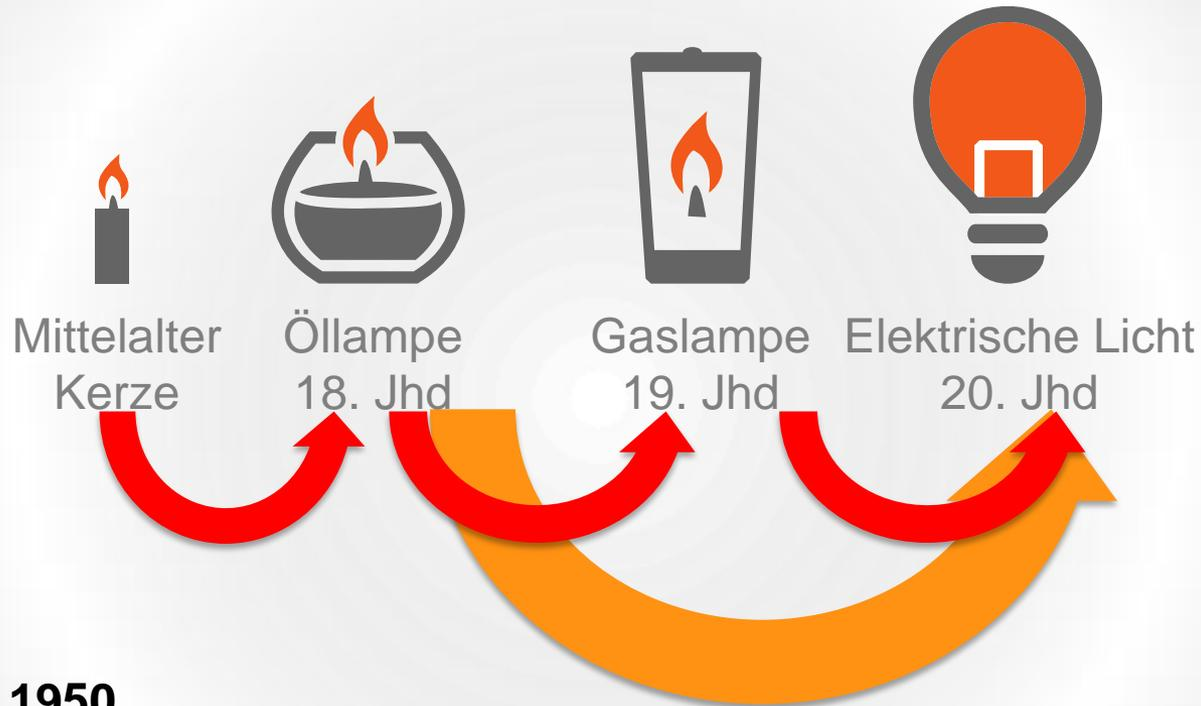 Mittelalter
Kerze
Öllampe
18. Jhd
Gaslampe
19. Jhd
Elektrische Licht
20. Jhd
1950